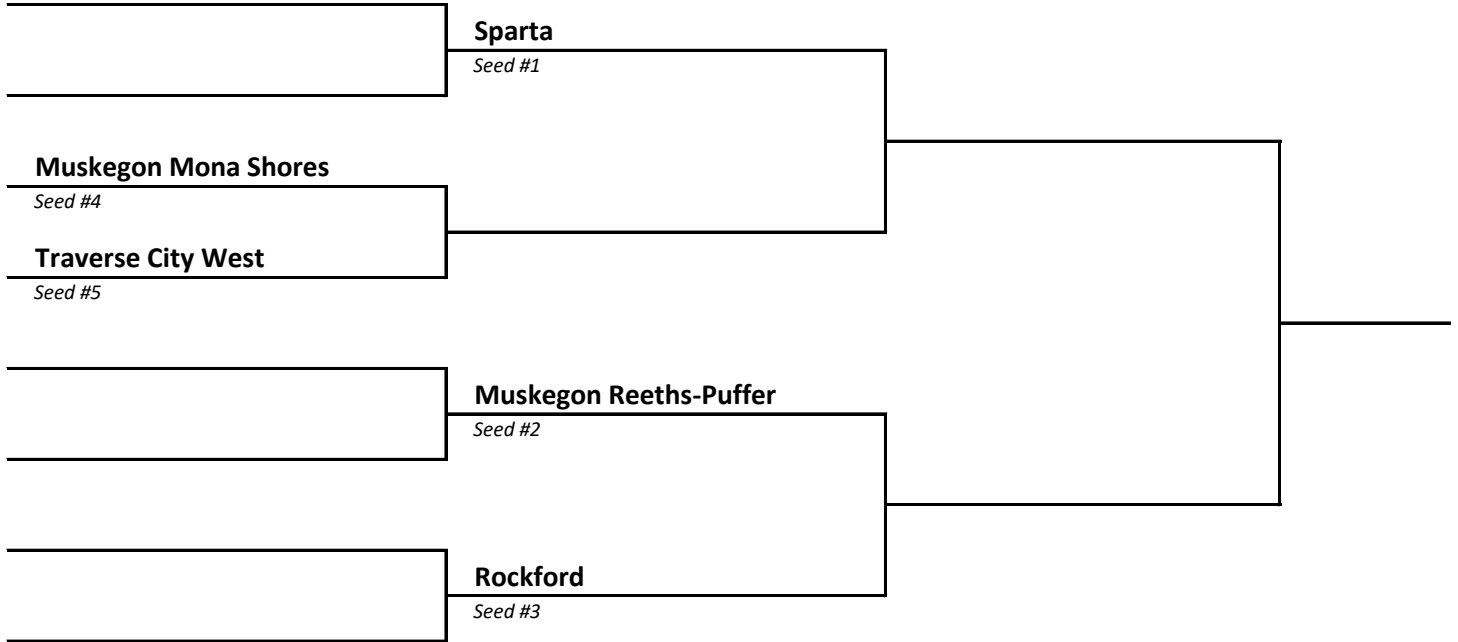 Sparta
Seed #1
Muskegon Mona Shores
Seed #4
Traverse City West
Seed #5
Muskegon Reeths-Puffer
Seed #2
Rockford
Seed #3